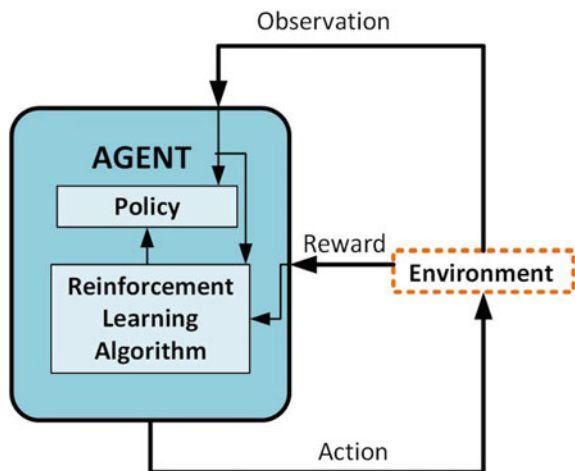 Observation
AGENT
Policy
Reward
Environment
Reinforcement
Learning
Algorithm
Action